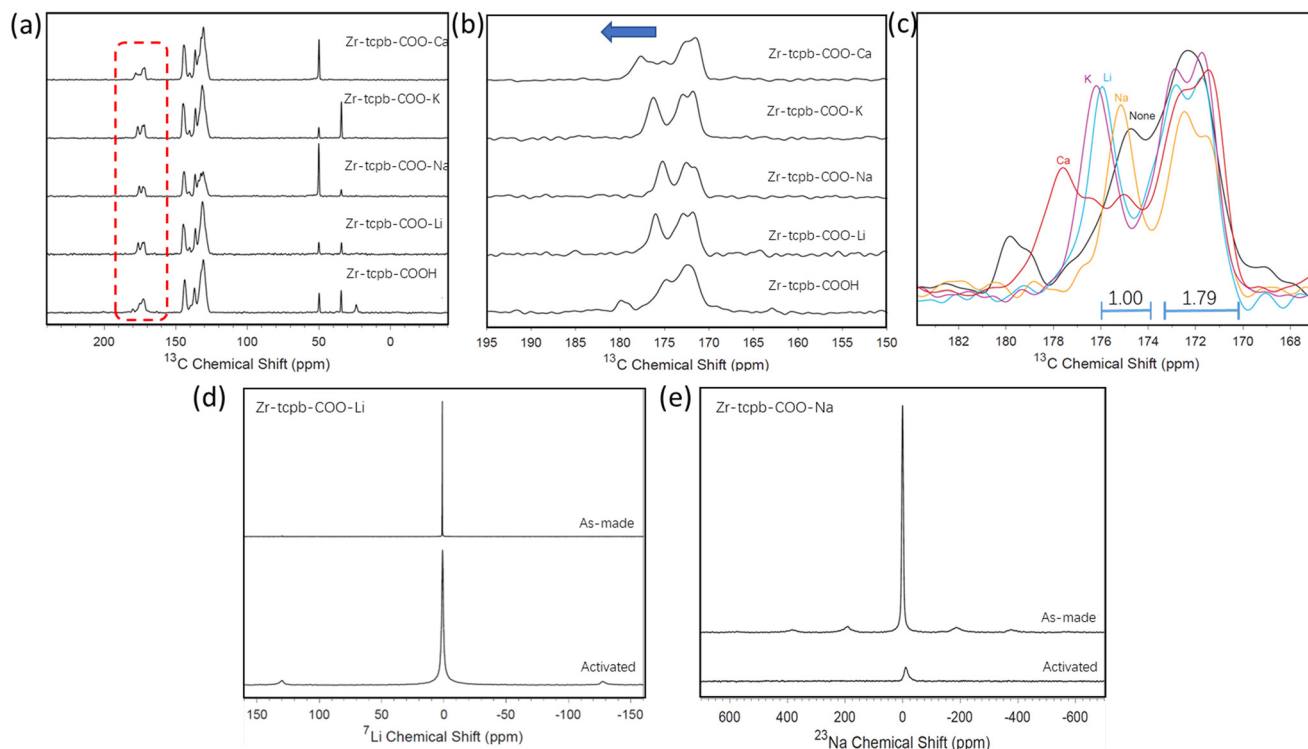 (a)
Zr-tcpb-COO-Ca
Zr-tcpb-COO-K
Zr-tcpb-COO-Na
Zr-tcpb-COO-Li
Zr-tcpb-COOH
200 150 100 50 0
13C Chemical Shift (ppm)
(b)
Zr-tcpb-COO-Ca
Zr-tcpb-COO-K
Zr-tcpb-COO-Na
Zr-tcpb-COO-Li
Zr-tcpb-COOH
195 190 185 180 175 170 165 160 155 150
13C Chemical Shift (ppm)
(c)
K
Li
Na
None
Ca
1.00 1.79
182 180 178 176 174 172 170 168
13C Chemical Shift (ppm)
(d)
Zr-tcpb-COO-Li
As-made
Activated
150 100 50 0 -50 -100 -150
7Li Chemical Shift (ppm)
(e)
Zr-tcpb-COO-Na
As-made
Activated
600 400 200 0 -200 -400 -600
23Na Chemical Shift (ppm)